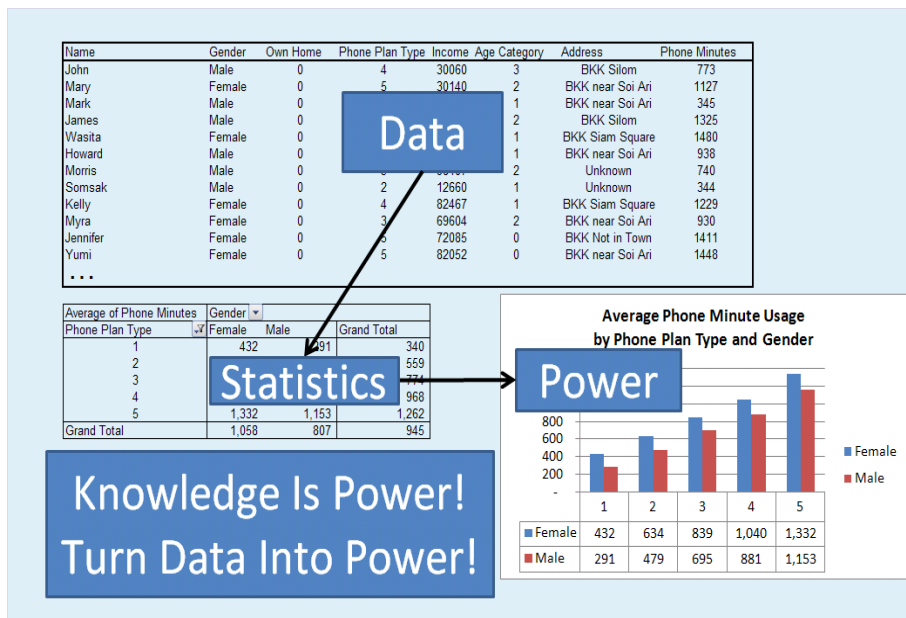 Name Gender Own Home Phone Plan Type Income Age Category Address Phone Minutes
John Male 0 4 30060 3 BKK Silom 773
Mary Female 0 5 30140 2 BKK near Soi Ari 1127
Mark Male 0 1 BKK near Soi Ari 345
James Male 0 2 BKK Silom 1325
Wasita Female 0 1 BKK Siam Square 1480
Howard Male 0 1 BKK near Soi Ari 938
Morris Male 0 2 Unknown 740
Somsak Male 0 2 12660 1 Unknown 344
Kelly Female 0 4 82467 1 BKK Siam Square 1229
Myra Female 0 3 69604 2 BKK near Soi Ari 930
Jennifer Female 0 5 72085 0 BKK Not in Town 1411
Yumi Female 0 5 82052 0 BKK near Soi Ari 1448
...
Data
Average of Phone Minutes Gender
Phone Plan Type Female Male Grand Total
1 432 291 340
2 559
3 774
4 968
5 1,332 1,153 1,262
Grand Total 1,058 807 945
Statistics
Average Phone Minute Usage
by Phone Plan Type and Gender
Power
800
600
400
200
-
1 2 3 4 5
Female 432 634 839 1,040 1,332
Male 291 479 695 881 1,153
Female
Male
Knowledge Is Power!
Turn Data Into Power!